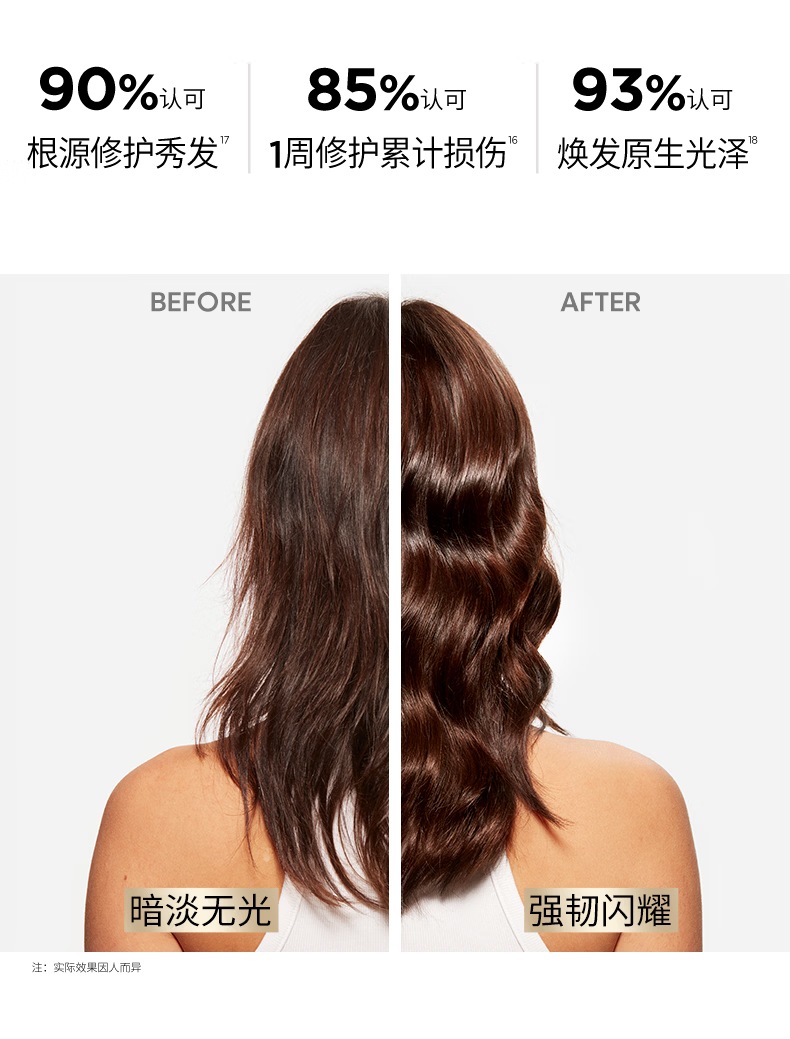 90%认可
根源修护秀发17
85%认可
1周修护累计损伤16
93%认可
焕发原生光泽18
BEFORE
AFTER
暗淡无光
强韧闪耀
注：实际效果因人而异